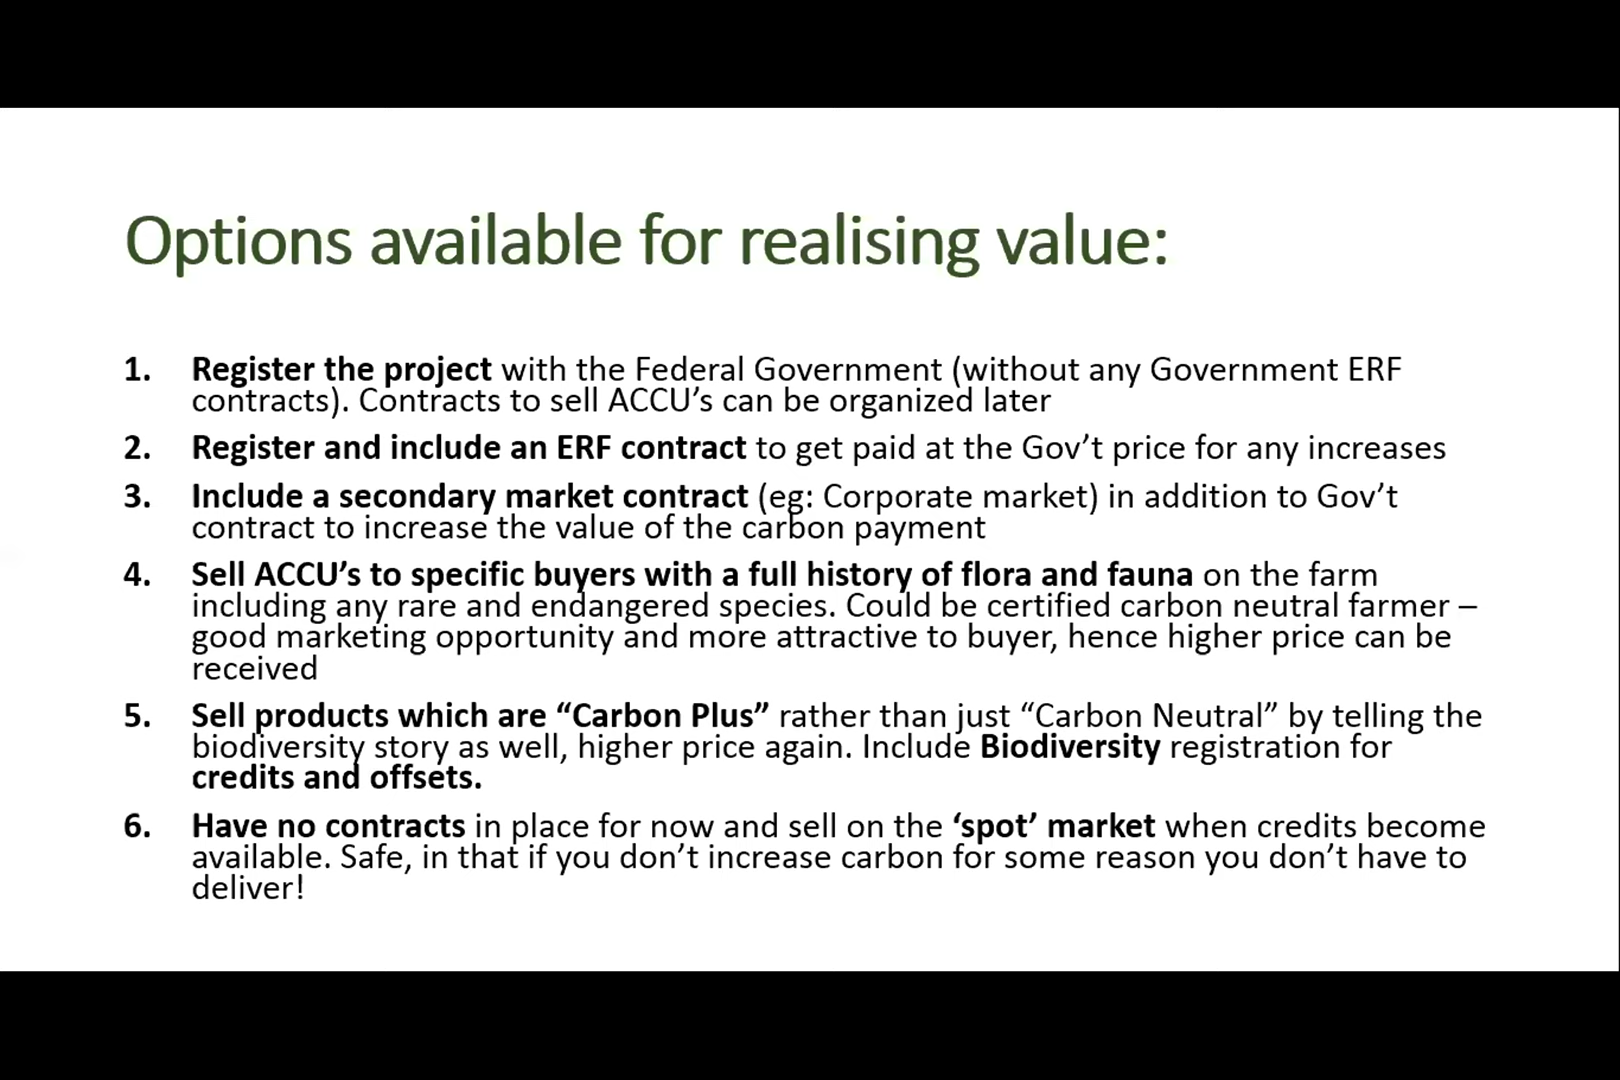 Options available for realising value:
1. Register the project with the Federal Government (without any Government ERF
contracts). Contracts to sell ACCU’s can be organized later
2. Register and include an ERF contract to get paid at the Gov’t price for any increases
3. Include a secondary market contract (eg: Corporate market) in addition to Gov’t
contract to increase the value of the carbon payment
4. Sell ACCU’s to specific buyers with a full history of flora and fauna on the farm
including any rare and endangered species. Could be certified carbon neutral farmer –
good marketing opportunity and more attractive to buyer, hence higher price can be
received
5. Sell products which are “Carbon Plus” rather than just “Carbon Neutral” by telling the
biodiversity story as well, higher price again. Include Biodiversity registration for
credits and offsets.
6. Have no contracts in place for now and sell on the ‘spot’ market when credits become
available. Safe, in that if you don’t increase carbon for some reason you don’t have to
deliver!